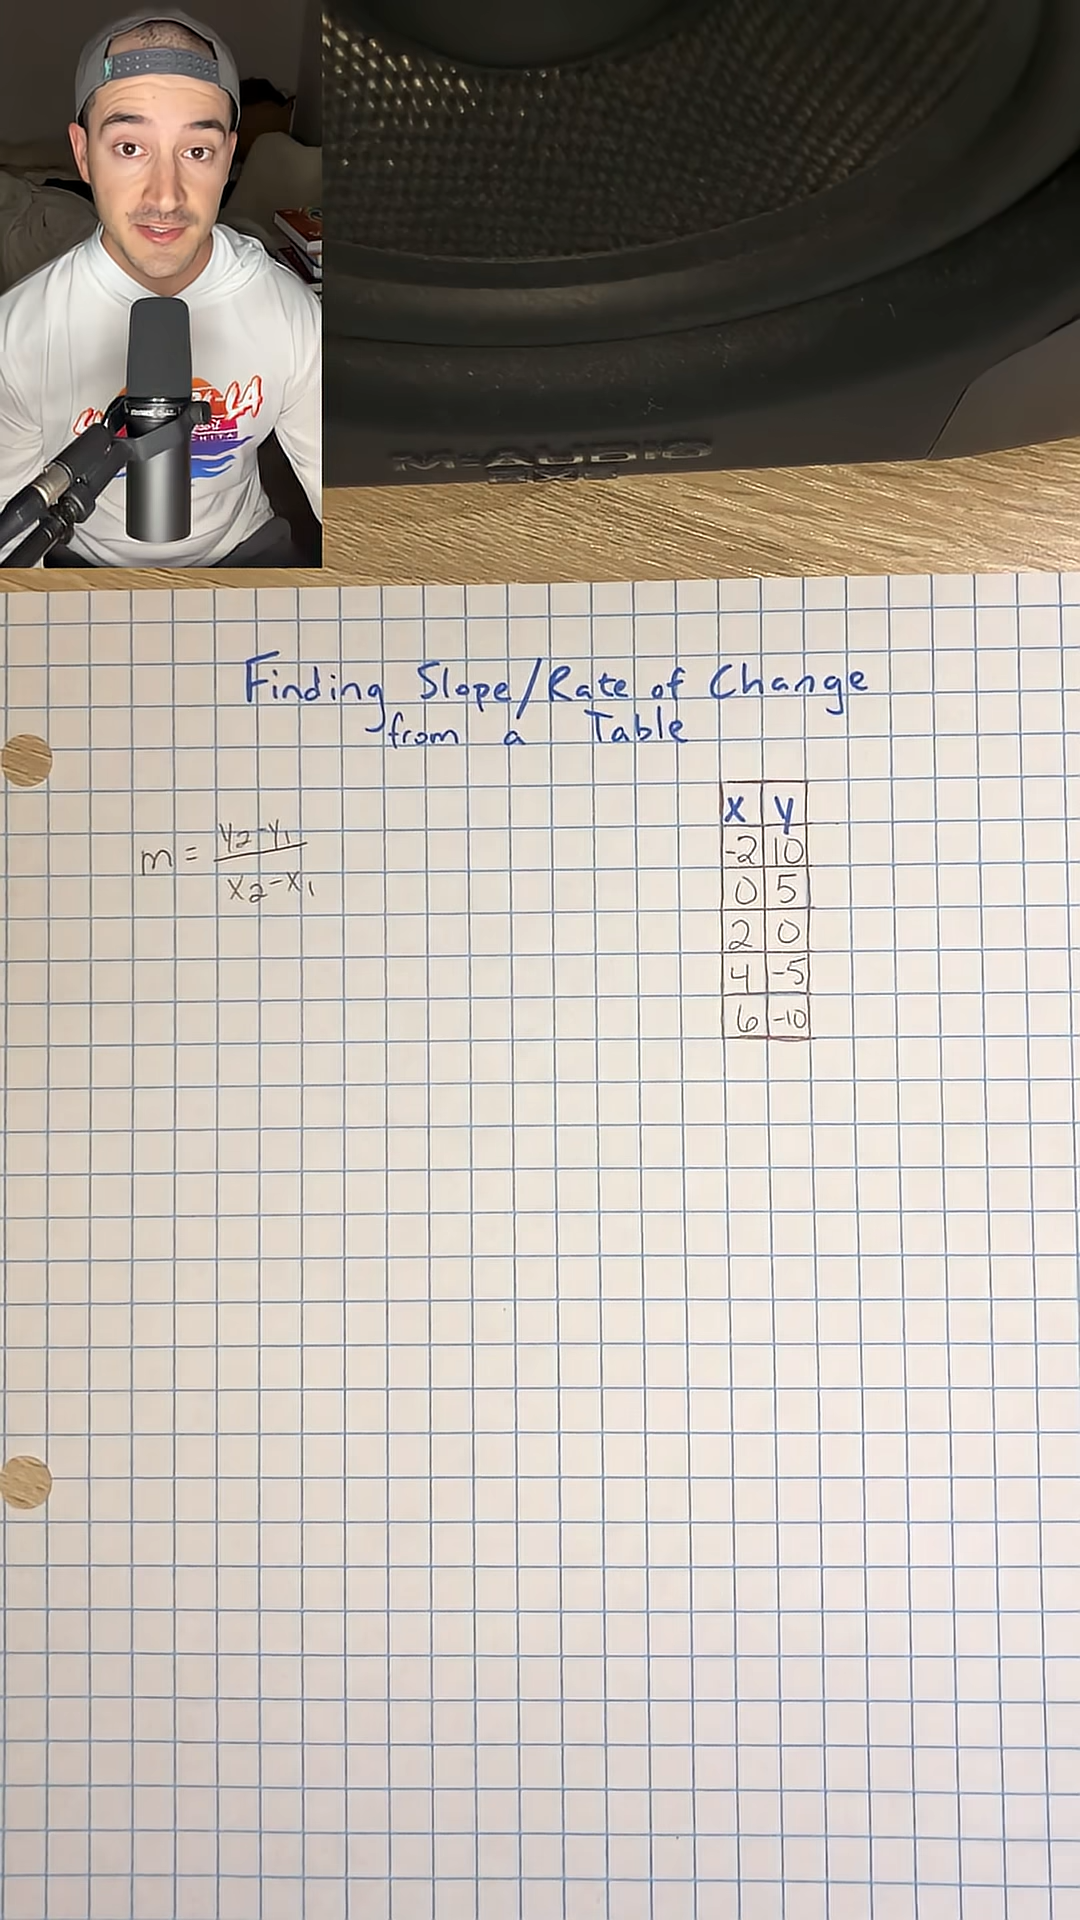 M-AUDIO
Finding Slope/Rate of Change
from a Table
m = y₂-y₁
x₂-x₁
x y
-2 10
0 5
2 0
4 -5
6 -10